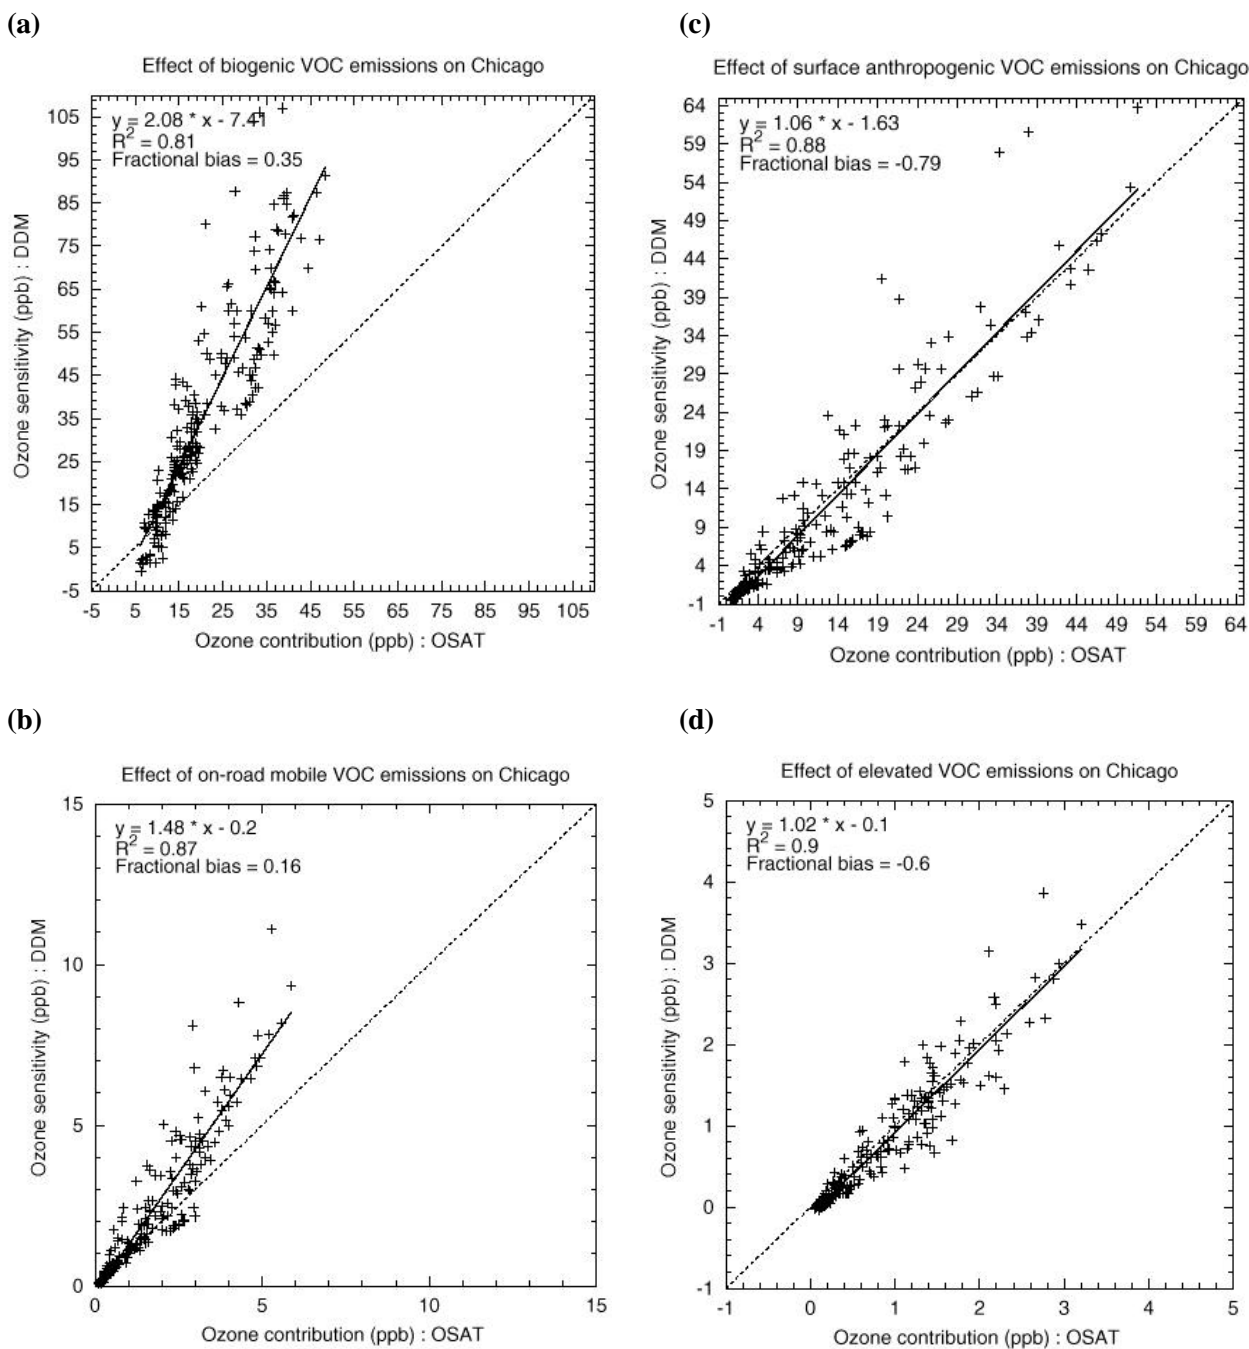 (a)
Effect of biogenic VOC emissions on Chicago
y = 2.08 * x - 7.41
R2 = 0.81
Fractional bias = 0.35
105
95
85
75
65
55
45
35
25
15
5
-5
Ozone sensitivity (ppb) : DDM
-5 5 15 25 35 45 55 65 75 85 95 105
Ozone contribution (ppb) : OSAT
(c)
Effect of surface anthropogenic VOC emissions on Chicago
y = 1.06 * x - 1.63
R2 = 0.88
Fractional bias = -0.79
64
59
54
49
44
39
34
29
24
19
14
9
4
-1
Ozone sensitivity (ppb) : DDM
-1 4 9 14 19 24 29 34 39 44 49 54 59 64
Ozone contribution (ppb) : OSAT
(b)
Effect of on-road mobile VOC emissions on Chicago
y = 1.48 * x - 0.2
R2 = 0.87
Fractional bias = 0.16
15
10
5
0
Ozone sensitivity (ppb) : DDM
0 5 10 15
Ozone contribution (ppb) : OSAT
(d)
Effect of elevated VOC emissions on Chicago
y = 1.02 * x - 0.1
R2 = 0.9
Fractional bias = -0.6
5
4
3
2
1
0
-1
Ozone sensitivity (ppb) : DDM
-1 0 1 2 3 4 5
Ozone contribution (ppb) : OSAT